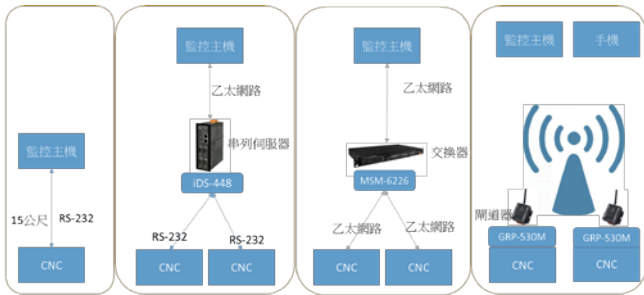 監控主機
15公尺
RS-232
CNC
監控主機
乙太網路
串列伺服器
iDS-448
RS-232
RS-232
CNC
CNC
監控主機
乙太網路
交換器
MSM-6226
乙太網路
乙太網路
CNC
CNC
監控主機
手機
閘道器
GRP-530M
GRP-530M
CNC
CNC